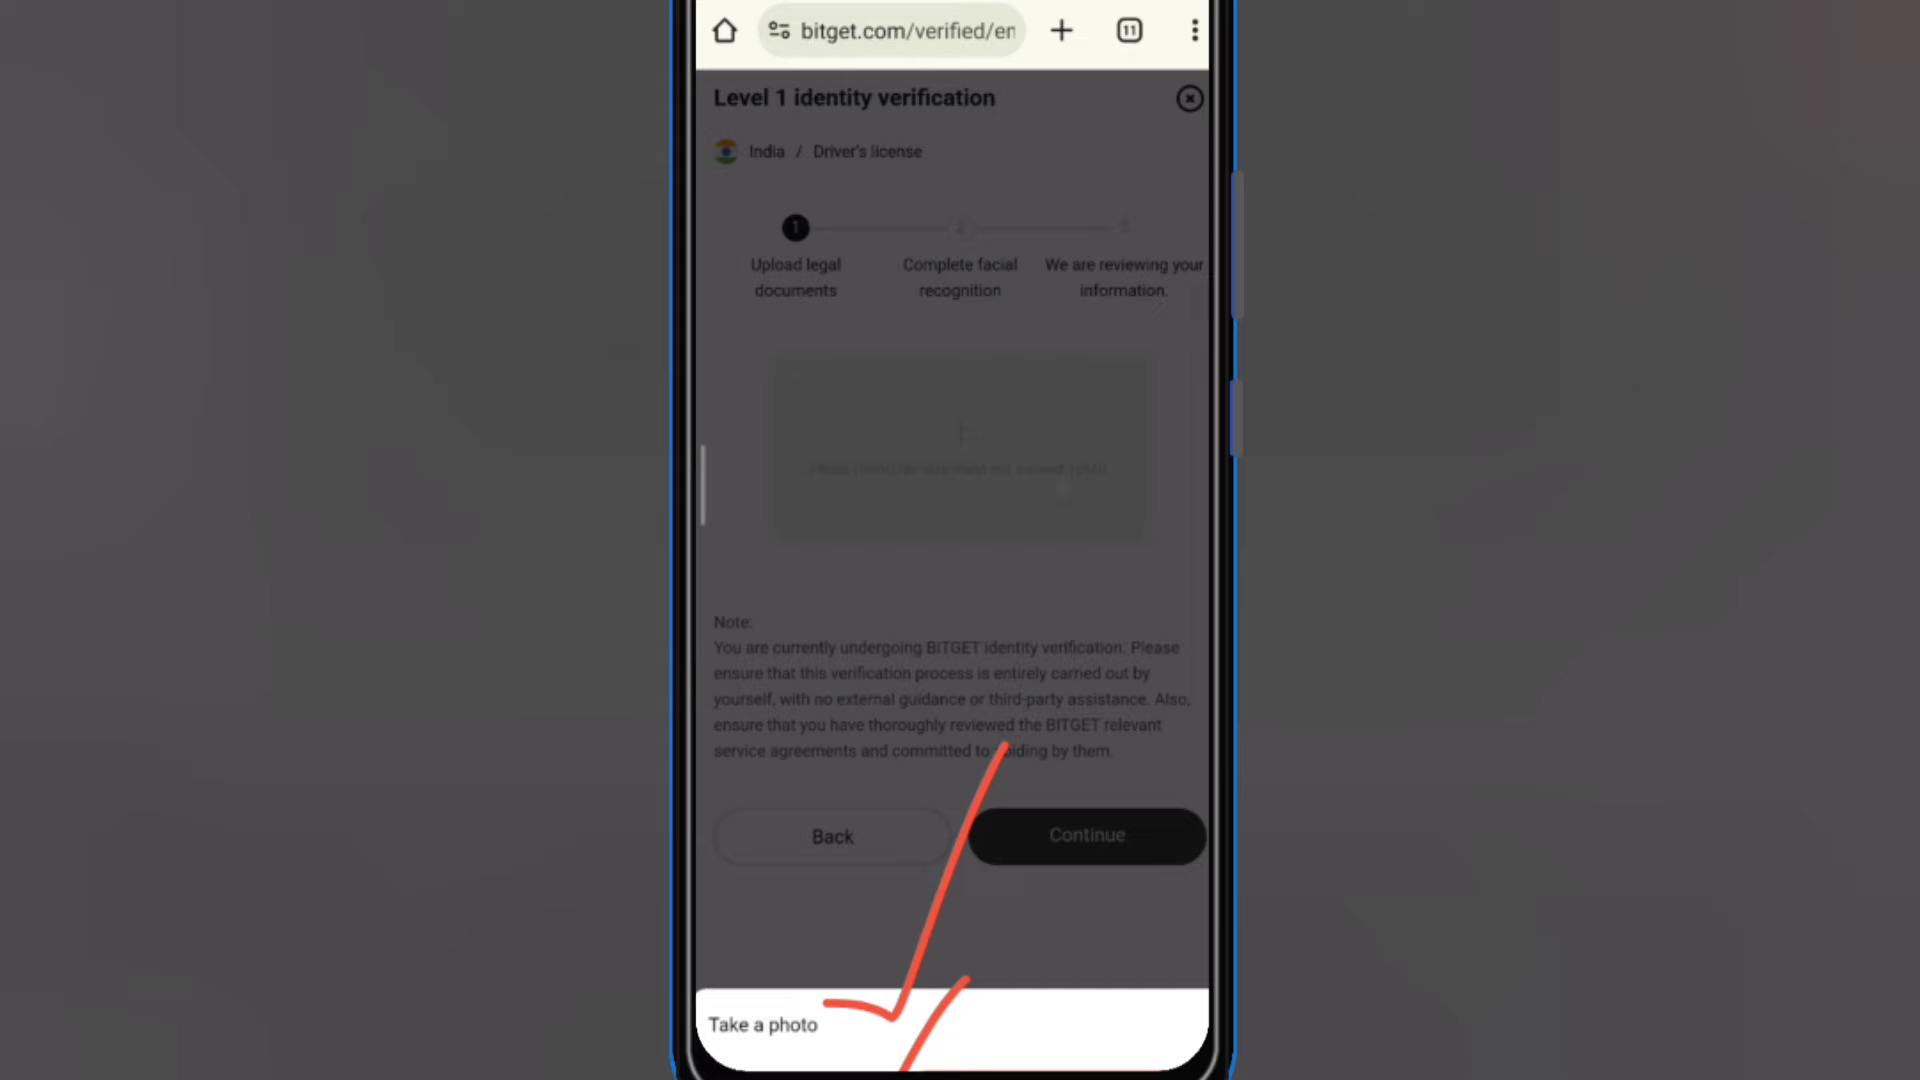 bitget.com/verified/en
11
Level 1 identity verification
India / Driver's license
1
2
3
Upload legal documents
Complete facial recognition
We are reviewing your information.
Note:
You are currently undergoing BITGET identity verification. Please
ensure that this verification process is entirely carried out by
yourself, with no external guidance or third-party assistance. Also,
ensure that you have thoroughly reviewed the BITGET relevant
service agreements and committed to abiding by them.
Back
Continue
Take a photo